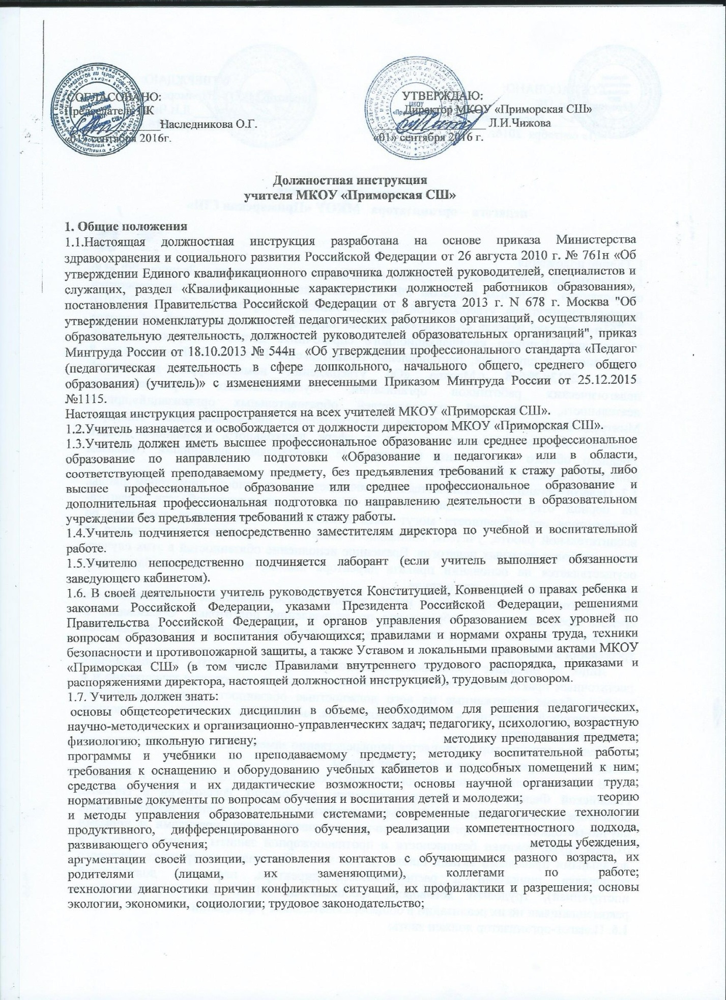 СОГЛАСОВАНО:
Председатель ПК
Наследникова О.Г.
«01» сентября 2016г.
УТВЕРЖДАЮ:
Директор МКОУ «Приморская СШ»
Л.И.Чижова
«01» сентября 2016 г.
Должностная инструкция
учителя МКОУ «Приморская СШ»
1. Общие положения
1.1.Настоящая должностная инструкция разработана на основе приказа Министерства
здравоохранения и социального развития Российской Федерации от 26 августа 2010 г. № 761н «Об
утверждении Единого квалификационного справочника должностей руководителей, специалистов и
служащих, раздел «Квалификационные характеристики должностей работников образования»,
постановления Правительства Российской Федерации от 8 августа 2013 г. N 678 г. Москва "Об
утверждении номенклатуры должностей педагогических работников организаций, осуществляющих
образовательную деятельность, должностей руководителей образовательных организаций", приказ
Минтруда России от 18.10.2013 № 544н «Об утверждении профессионального стандарта «Педагог
(педагогическая деятельность в сфере дошкольного, начального общего, среднего общего
образования) (учитель)» с изменениями внесенными Приказом Минтруда России от 25.12.2015
№1115.
Настоящая инструкция распространяется на всех учителей МКОУ «Приморская СШ».
1.2.Учитель назначается и освобождается от должности директором МКОУ «Приморская СШ».
1.3.Учитель должен иметь высшее профессиональное образование или среднее профессиональное
образование по направлению подготовки «Образование и педагогика» или в области,
соответствующей преподаваемому предмету, без предъявления требований к стажу работы, либо
высшее профессиональное образование или среднее профессиональное образование и
дополнительная профессиональная подготовка по направлению деятельности в образовательном
учреждении без предъявления требований к стажу работы.
1.4.Учитель подчиняется непосредственно заместителям директора по учебной и воспитательной
работе.
1.5.Учителю непосредственно подчиняется лаборант (если учитель выполняет обязанности
заведующего кабинетом).
1.6. В своей деятельности учитель руководствуется Конституцией, Конвенцией о правах ребенка и
законами Российской Федерации, указами Президента Российской Федерации, решениями
Правительства Российской Федерации, и органов управления образованием всех уровней по
вопросам образования и воспитания обучающихся; правилами и нормами охраны труда, техники
безопасности и противопожарной защиты, а также Уставом и локальными правовыми актами МКОУ
«Приморская СШ» (в том числе Правилами внутреннего трудового распорядка, приказами и
распоряжениями директора, настоящей должностной инструкцией), трудовым договором.
1.7. Учитель должен знать:
основы общетеоретических дисциплин в объеме, необходимом для решения педагогических,
научно-методических и организационно-управленческих задач; педагогику, психологию, возрастную
физиологию; школьную гигиену; методику преподавания предмета;
программы и учебники по преподаваемому предмету; методику воспитательной работы;
требования к оснащению и оборудованию учебных кабинетов и подсобных помещений к ним;
средства обучения и их дидактические возможности; основы научной организации труда;
нормативные документы по вопросам обучения и воспитания детей и молодежи; теорию
и методы управления образовательными системами; современные педагогические технологии
продуктивного, дифференцированного обучения, реализации компетентностного подхода,
развивающего обучения; методы убеждения,
аргументации своей позиции, установления контактов с обучающимися разного возраста, их
родителями (лицами, их заменяющими), коллегами по работе;
технологии диагностики причин конфликтных ситуаций, их профилактики и разрешения; основы
экологии, экономики, социологии; трудовое законодательство;